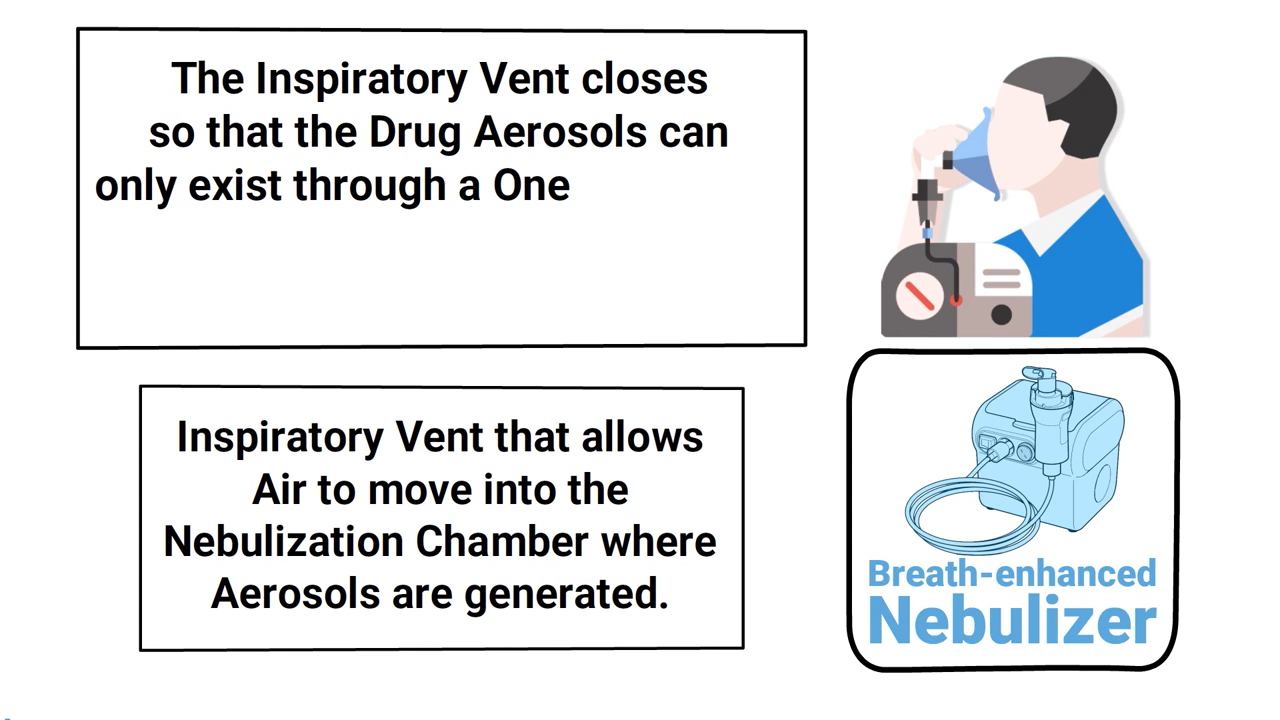 The Inspiratory Vent closes
so that the Drug Aerosols can
only exist through a One
Inspiratory Vent that allows
Air to move into the
Nebulization Chamber where
Aerosols are generated.
Breath-enhanced
Nebulizer